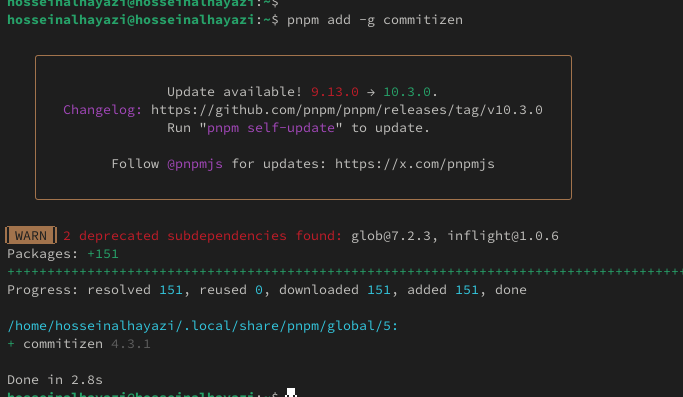 hosseinalhayazi@hosseinalhayazi:~$
hosseinalhayazi@hosseinalhayazi:~$ pnpm add -g commitizen
Update available! 9.13.0 → 10.3.0.
Changelog: https://github.com/pnpm/pnpm/releases/tag/v10.3.0
Run "pnpm self-update" to update.
Follow @pnpmjs for updates: https://x.com/pnpmjs
WARN 2 deprecated subdependencies found: glob@7.2.3, inflight@1.0.6
Packages: +151
+++++++++++++++++++++++++++++++++++++++++++++++++++++++++++++++++++++++++++++++++++++
Progress: resolved 151, reused 0, downloaded 151, added 151, done
/home/hosseinalhayazi/.local/share/pnpm/global/5:
+ commitizen 4.3.1
Done in 2.8s
hosseinalhayazi@hosseinalhayazi:~$